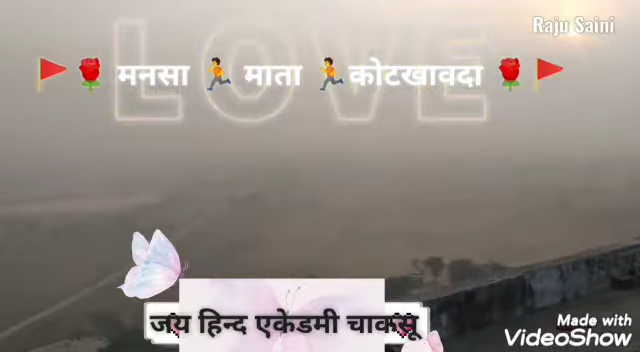 Raju Saini
LOVE
🚩🌹 मनसा 🏃 माता 🏃 कोटखावदा 🌹🚩
जय हिन्द एकेडमी चाकसू
Made with
VideoShow